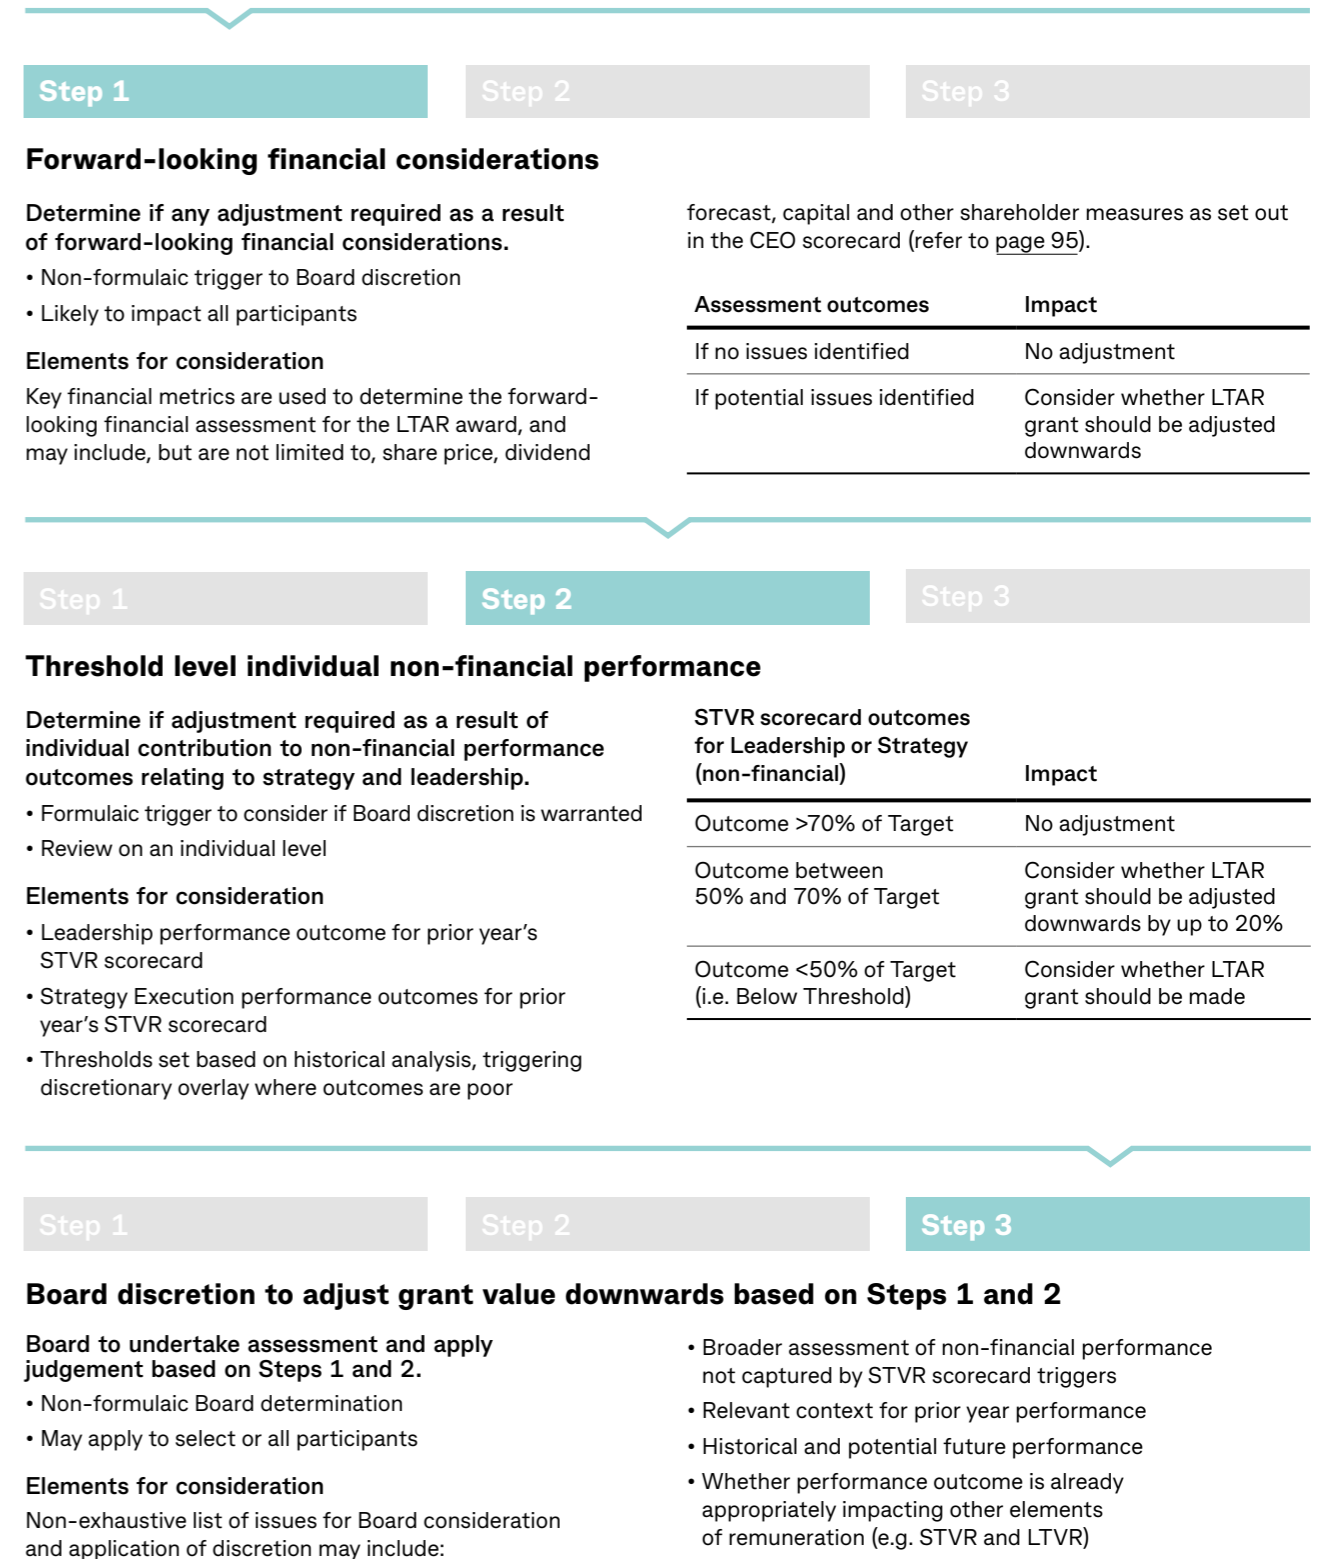 Step 1
Step 2
Step 3
Forward-looking financial considerations
Determine if any adjustment required as a result
of forward-looking financial considerations.
• Non-formulaic trigger to Board discretion
• Likely to impact all participants
Elements for consideration
Key financial metrics are used to determine the forward-
looking financial assessment for the LTAR award, and
may include, but are not limited to, share price, dividend
forecast, capital and other shareholder measures as set out
in the CEO scorecard (refer to page 95).
Assessment outcomes
Impact
If no issues identified
No adjustment
If potential issues identified
Consider whether LTAR
grant should be adjusted
downwards
Step 1
Step 2
Step 3
Threshold level individual non-financial performance
Determine if adjustment required as a result of
individual contribution to non-financial performance
outcomes relating to strategy and leadership.
• Formulaic trigger to consider if Board discretion is warranted
• Review on an individual level
Elements for consideration
• Leadership performance outcome for prior year’s
STVR scorecard
• Strategy Execution performance outcomes for prior
year’s STVR scorecard
• Thresholds set based on historical analysis, triggering
discretionary overlay where outcomes are poor
STVR scorecard outcomes
for Leadership or Strategy
(non-financial)
Impact
Outcome >70% of Target
No adjustment
Outcome between
50% and 70% of Target
Consider whether LTAR
grant should be adjusted
downwards by up to 20%
Outcome <50% of Target
(i.e. Below Threshold)
Consider whether LTAR
grant should be made
Step 1
Step 2
Step 3
Board discretion to adjust grant value downwards based on Steps 1 and 2
Board to undertake assessment and apply
judgement based on Steps 1 and 2.
• Non-formulaic Board determination
• May apply to select or all participants
Elements for consideration
Non-exhaustive list of issues for Board consideration
and application of discretion may include:
• Broader assessment of non-financial performance
not captured by STVR scorecard triggers
• Relevant context for prior year performance
• Historical and potential future performance
• Whether performance outcome is already
appropriately impacting other elements
of remuneration (e.g. STVR and LTVR)